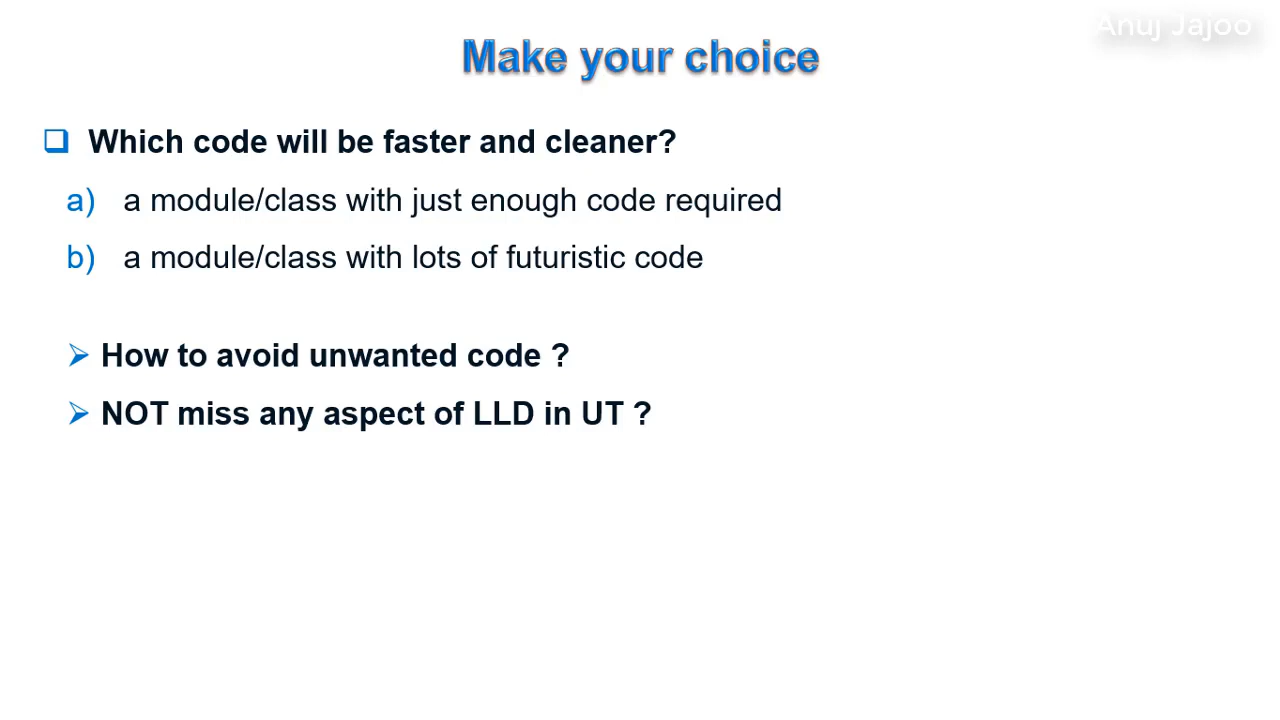 Anuj Jajoo
Make your choice
❑ Which code will be faster and cleaner?
a) a module/class with just enough code required
b) a module/class with lots of futuristic code
➢ How to avoid unwanted code ?
➢ NOT miss any aspect of LLD in UT ?